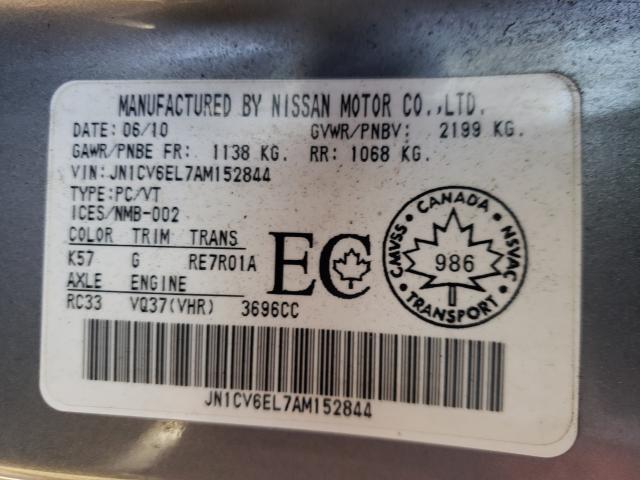 MANUFACTURED BY NISSAN MOTOR CO.,LTD.
DATE: 06/10 GVWR/PNBV: 2199 KG.
GAWR/PNBE FR: 1138 KG. RR: 1068 KG.
VIN: JN1CV6EL7AM152844
TYPE: PC/VT
ICES/NMB-002
COLOR TRIM TRANS
K57 G RE7R01A
AXLE ENGINE
RC33 VQ37(VHR) 3696CC
EC
CANADA
CMVSS 986 NSVAC
TRANSPORT
JN1CV6EL7AM152844